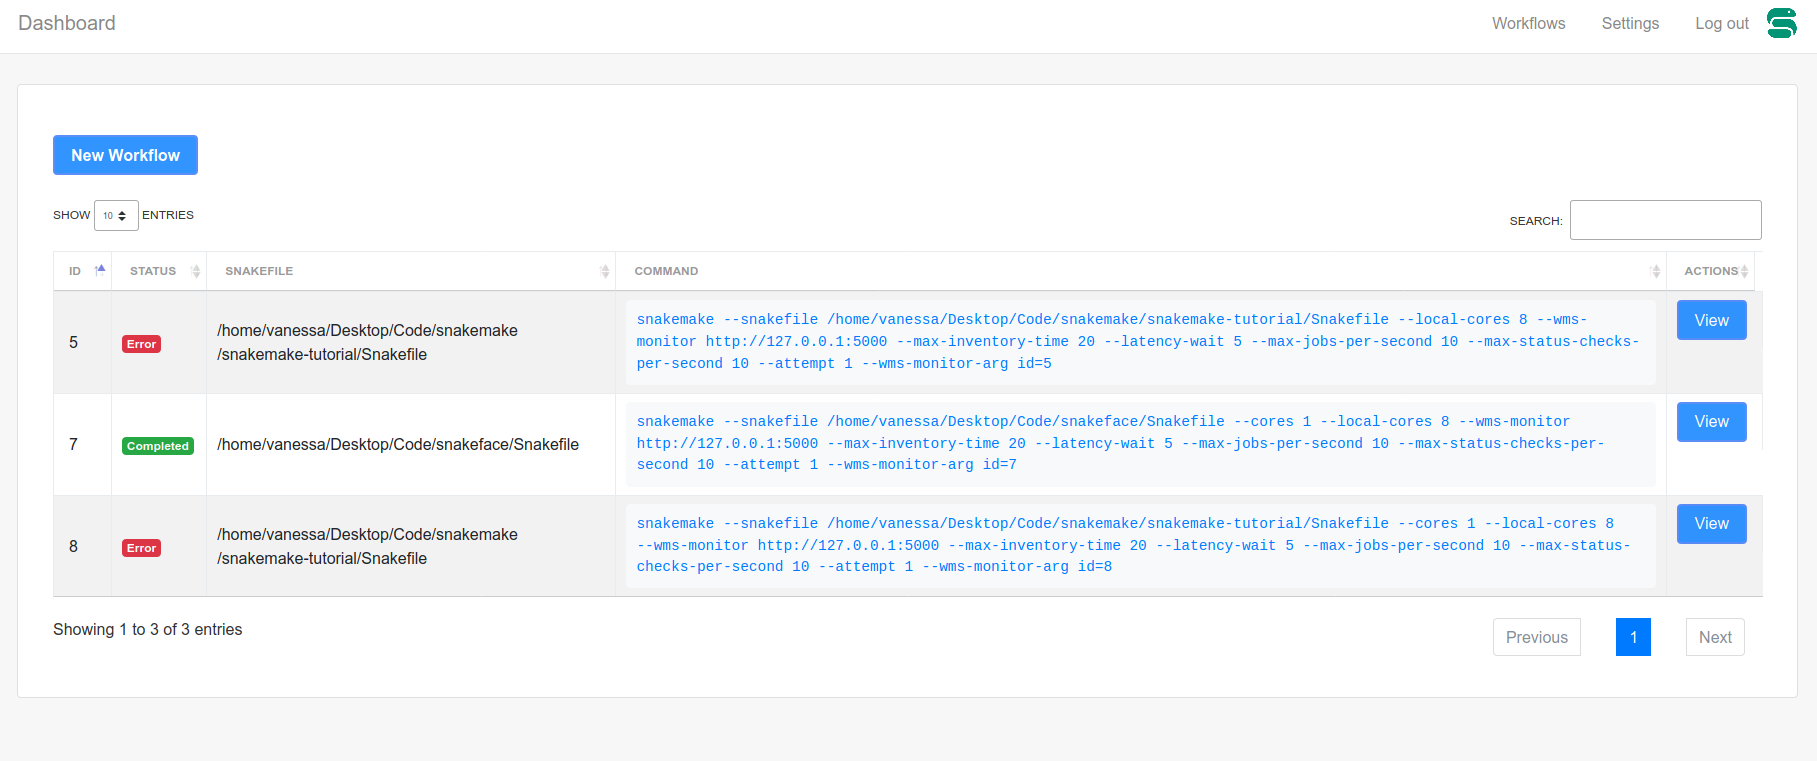 Dashboard
Workflows
Settings
Log out
New Workflow
SHOW 10 ENTRIES
SEARCH:
ID
STATUS
SNAKEFILE
COMMAND
ACTIONS
5
Error
/home/vanessa/Desktop/Code/snakemake
/snakemake-tutorial/Snakefile
snakemake --snakefile /home/vanessa/Desktop/Code/snakemake/snakemake-tutorial/Snakefile --local-cores 8 --wms-
monitor http://127.0.0.1:5000 --max-inventory-time 20 --latency-wait 5 --max-jobs-per-second 10 --max-status-checks-
per-second 10 --attempt 1 --wms-monitor-arg id=5
View
7
Completed
/home/vanessa/Desktop/Code/snakeface/Snakefile
snakemake --snakefile /home/vanessa/Desktop/Code/snakeface/Snakefile --cores 1 --local-cores 8 --wms-monitor
http://127.0.0.1:5000 --max-inventory-time 20 --latency-wait 5 --max-jobs-per-second 10 --max-status-checks-per-
second 10 --attempt 1 --wms-monitor-arg id=7
View
8
Error
/home/vanessa/Desktop/Code/snakemake
/snakemake-tutorial/Snakefile
snakemake --snakefile /home/vanessa/Desktop/Code/snakemake/snakemake-tutorial/Snakefile --cores 1 --local-cores 8
--wms-monitor http://127.0.0.1:5000 --max-inventory-time 20 --latency-wait 5 --max-jobs-per-second 10 --max-status-
checks-per-second 10 --attempt 1 --wms-monitor-arg id=8
View
Showing 1 to 3 of 3 entries
Previous
1
Next